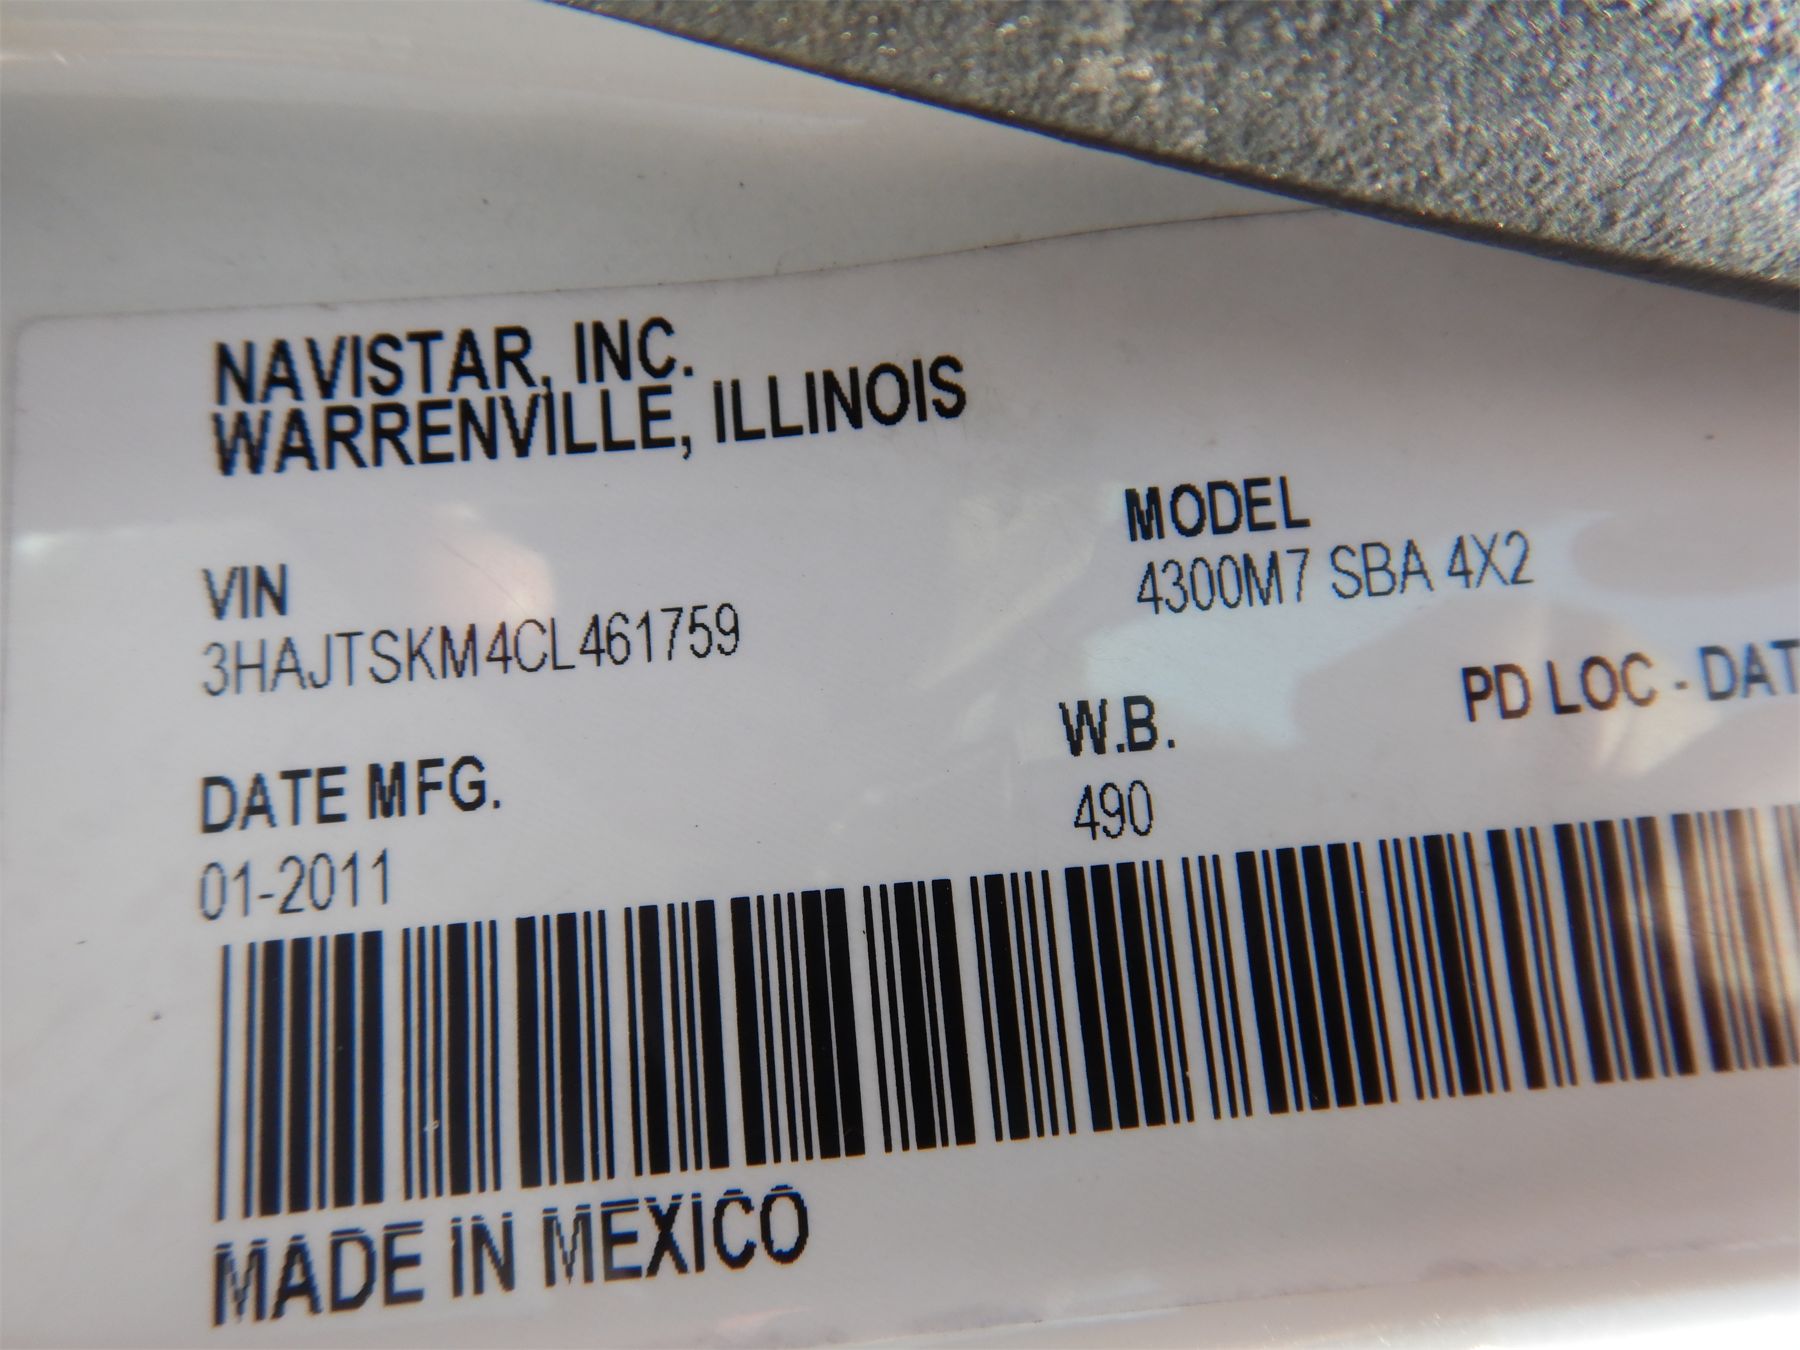 NAVISTAR, INC.
WARRENVILLE, ILLINOIS
MODEL
4300M7 SBA 4X2
VIN
3HAJTSKM4CL461759
PD LOC - DAT
W.B.
490
DATE MFG.
01-2011
MADE IN MEXICO